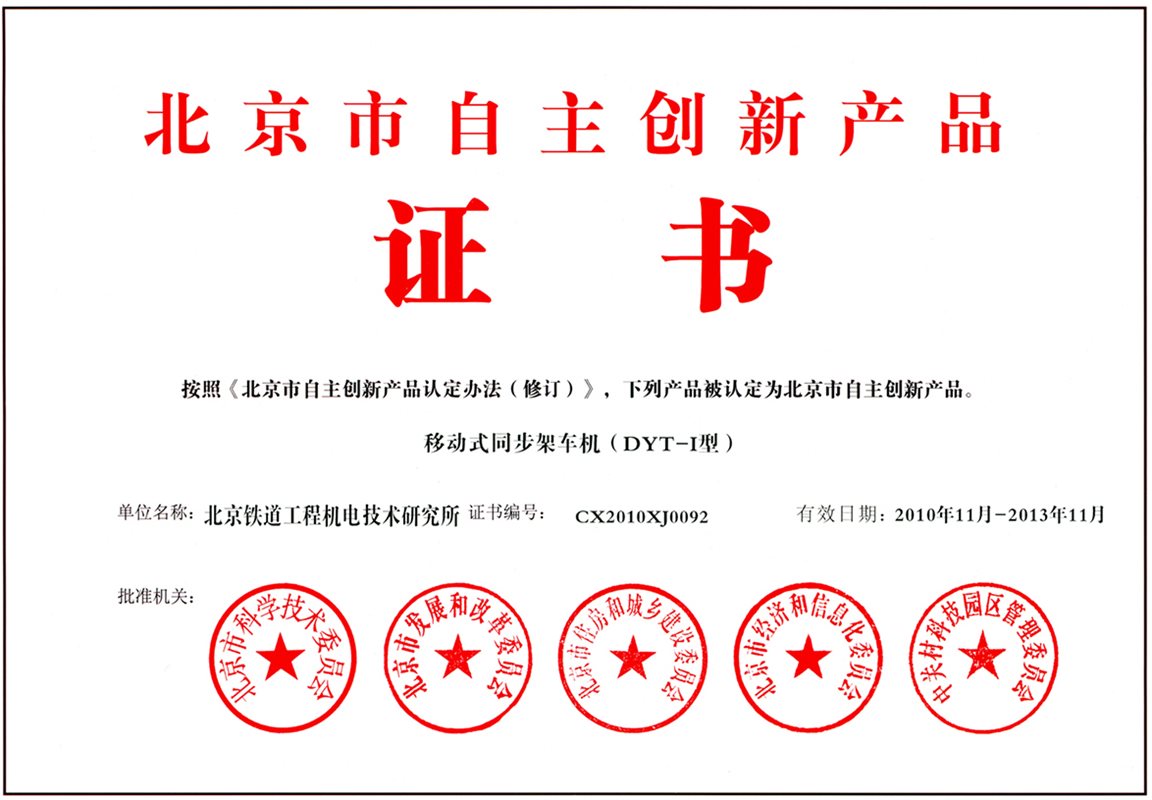 北京市自主创新产品
证书
按照《北京市自主创新产品认定办法（修订）》，下列产品被认定为北京市自主创新产品。
移动式同步架车机（DYT-I型）
单位名称：北京铁道工程机电技术研究所 证书编号： CX2010XJ0092 有效日期：2010年11月-2013年11月
批准机关：
北京市科学技术委员会
北京市发展和改革委员会
北京市住房和城乡建设委员会
北京市经济和信息化委员会
中关村科技园区管理委员会